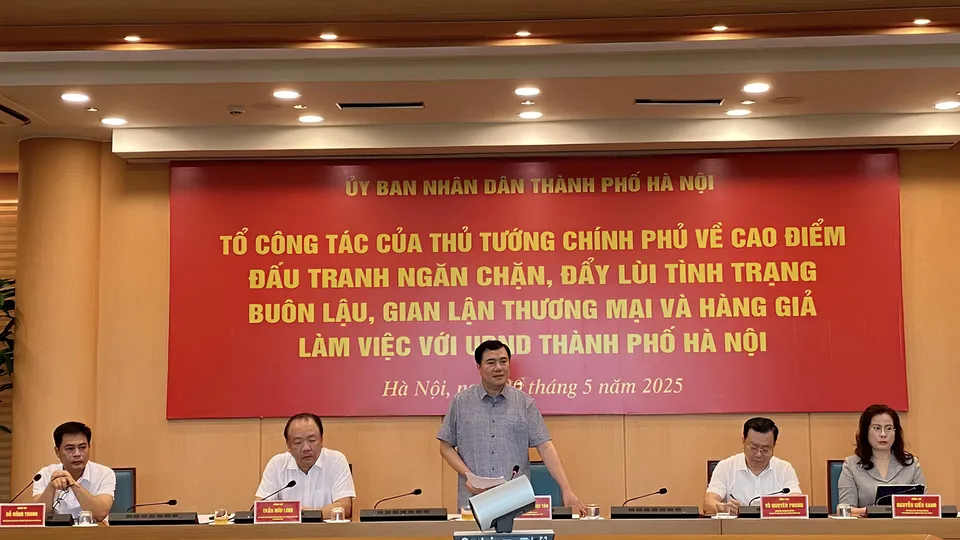 ỦY BAN NHÂN DÂN THÀNH PHỐ HÀ NỘI
TỔ CÔNG TÁC CỦA THỦ TƯỚNG CHÍNH PHỦ VỀ CAO ĐIỂM
ĐẤU TRANH NGĂN CHẶN, ĐẨY LÙI TÌNH TRẠNG
BUÔN LẬU, GIAN LẬN THƯƠNG MẠI VÀ HÀNG GIẢ
LÀM VIỆC VỚI UBND THÀNH PHỐ HÀ NỘI
Hà Nội, tháng 5 năm 2025
ĐỖ HỒNG TRUNG
TRẦN HỮU LINH
TÂN
VÕ NGUYÊN PHONG
NGUYỄN KIỀU OANH